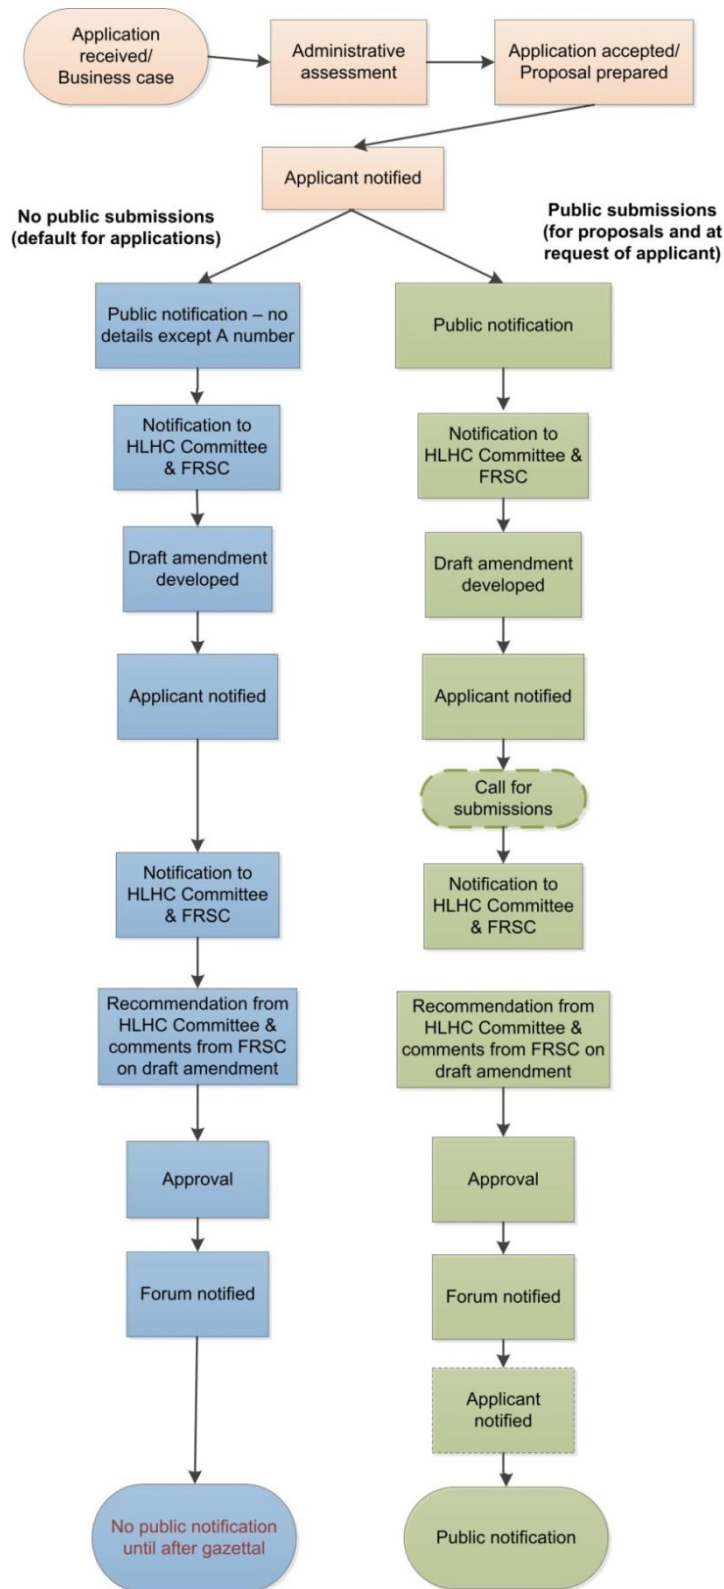 Application
received/
Business case
Administrative
assessment
Application accepted/
Proposal prepared
Applicant notified
No public submissions
(default for applications)
Public submissions
(for proposals and at
request of applicant)
Public notification – no
details except A number
Notification to
HLHC Committee
& FRSC
Draft amendment
developed
Applicant notified
Notification to
HLHC Committee
& FRSC
Recommendation from
HLHC Committee &
comments from FRSC
on draft amendment
Approval
Forum notified
No public notification
until after gazettal
Public notification
Notification to
HLHC Committee &
FRSC
Draft amendment
developed
Applicant notified
Call for
submissions
Notification to
HLHC Committee
& FRSC
Recommendation from
HLHC Committee &
comments from FRSC on
draft amendment
Approval
Forum notified
Applicant
notified
Public notification